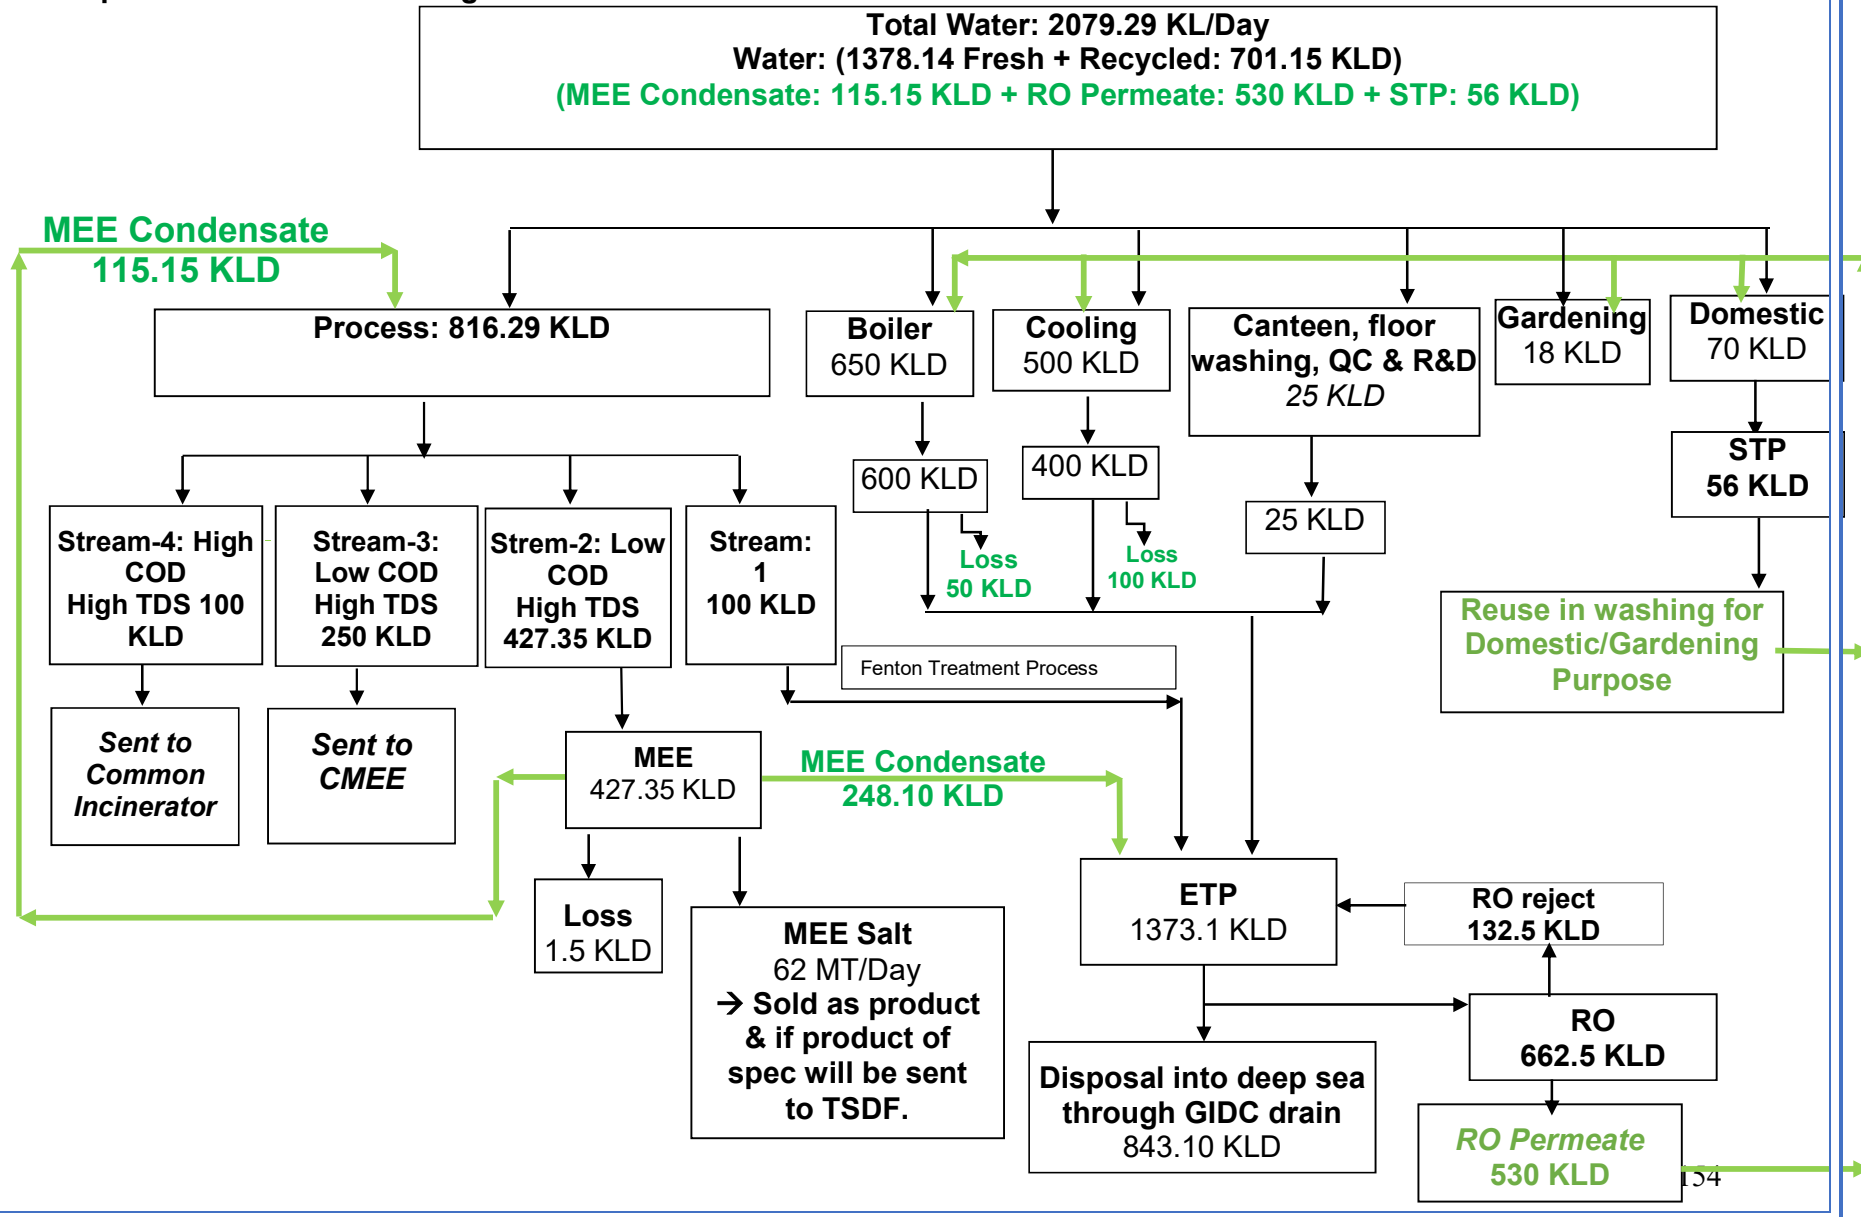 Total Water: 2079.29 KL/Day
Water: (1378.14 Fresh + Recycled: 701.15 KLD)
(MEE Condensate: 115.15 KLD + RO Permeate: 530 KLD + STP: 56 KLD)
MEE Condensate
115.15 KLD
Process: 816.29 KLD
Boiler
650 KLD
Cooling
500 KLD
Canteen, floor
washing, QC & R&D
25 KLD
Gardening
18 KLD
Domestic
70 KLD
600 KLD
Loss
50 KLD
400 KLD
Loss
100 KLD
25 KLD
STP
56 KLD
Stream-4: High
COD
High TDS 100
KLD
Stream-3:
Low COD
High TDS
250 KLD
Strem-2: Low
COD
High TDS
427.35 KLD
Stream:
1
100 KLD
Fenton Treatment Process
Reuse in washing for
Domestic/Gardening
Purpose
Sent to
Common
Incinerator
Sent to
CMEE
MEE
427.35 KLD
MEE Condensate
248.10 KLD
Loss
1.5 KLD
MEE Salt
62 MT/Day
→ Sold as product
& if product of
spec will be sent
to TSDF.
ETP
1373.1 KLD
RO reject
132.5 KLD
RO
662.5 KLD
Disposal into deep sea
through GIDC drain
843.10 KLD
RO Permeate
530 KLD
154